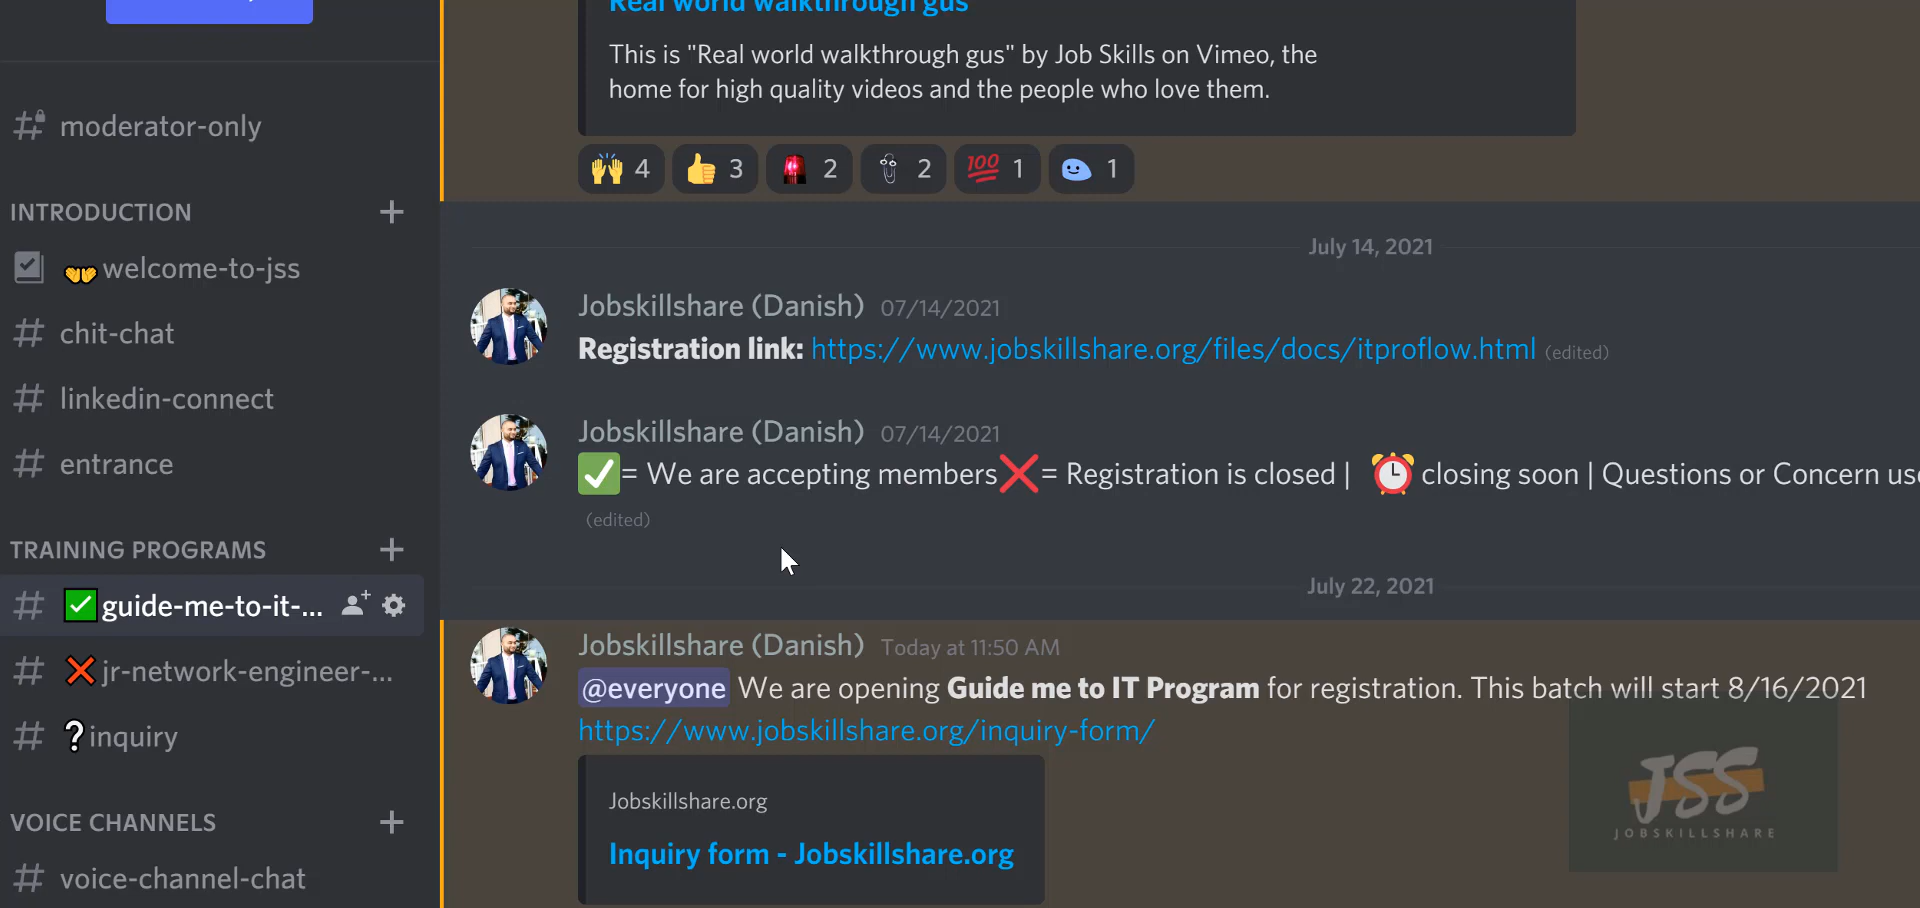 moderator-only
INTRODUCTION
welcome-to-jss
chit-chat
linkedin-connect
entrance
TRAINING PROGRAMS
guide-me-to-it-...
jr-network-engineer-...
inquiry
VOICE CHANNELS
voice-channel-chat
Real world walkthrough gus
This is "Real world walkthrough gus" by Job Skills on Vimeo, the
home for high quality videos and the people who love them.
4 3 2 2 100 1 1
July 14, 2021
Jobskillshare (Danish) 07/14/2021
Registration link: https://www.jobskillshare.org/files/docs/itproflow.html (edited)
Jobskillshare (Danish) 07/14/2021
✅= We are accepting members❌= Registration is closed | ⏰ closing soon | Questions or Concern
(edited)
July 22, 2021
Jobskillshare (Danish) Today at 11:50 AM
@everyone We are opening Guide me to IT Program for registration. This batch will start 8/16/2021
https://www.jobskillshare.org/inquiry-form/
Jobskillshare.org
Inquiry form - Jobskillshare.org
JSS
JOBSKILLSHARE